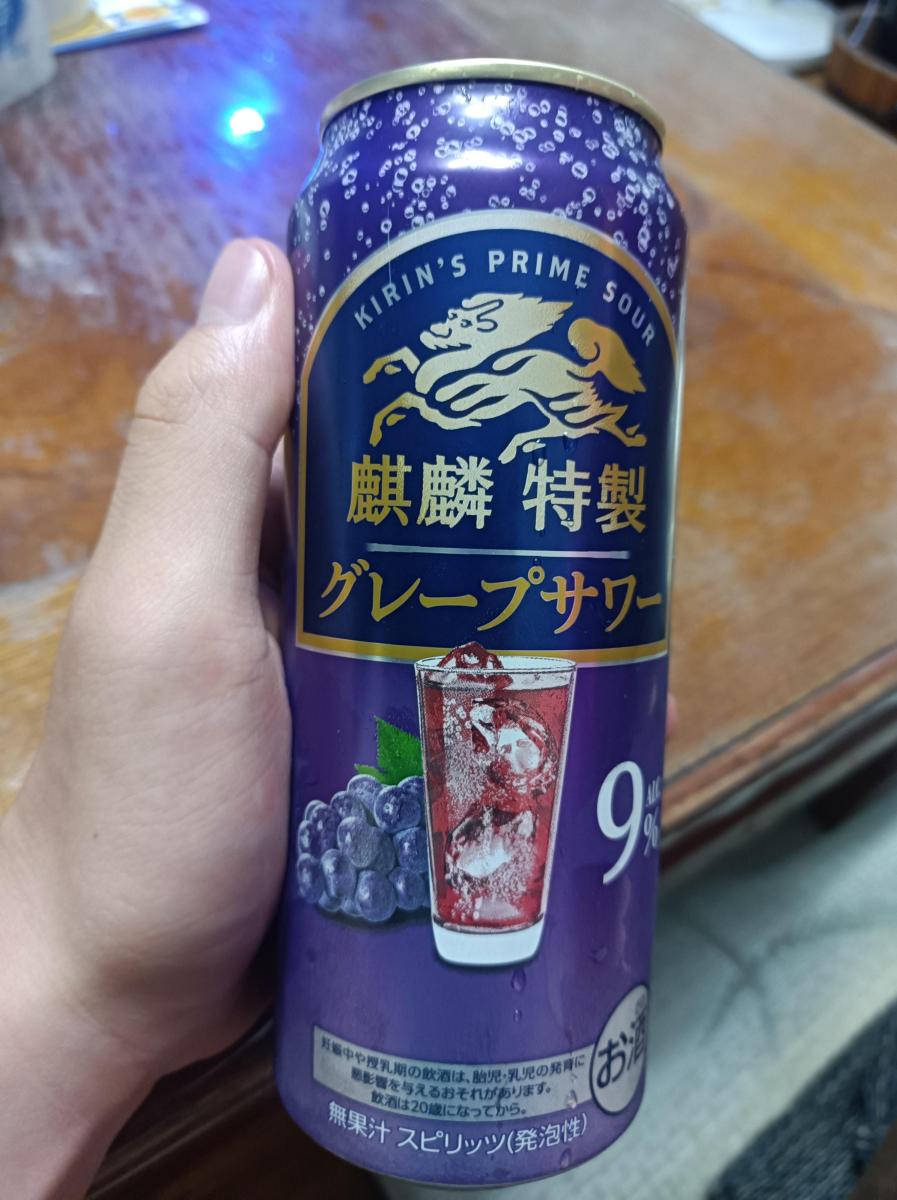 KIRIN'S PRIME SOUR
麒麟 特製
グレープサワー
9
ALC.
%
お酒
妊娠中や授乳期の飲酒は、胎児・乳児の発育に
悪影響を与えるおそれがあります。
飲酒は20歳になってから。
無果汁 スピリッツ(発泡性)